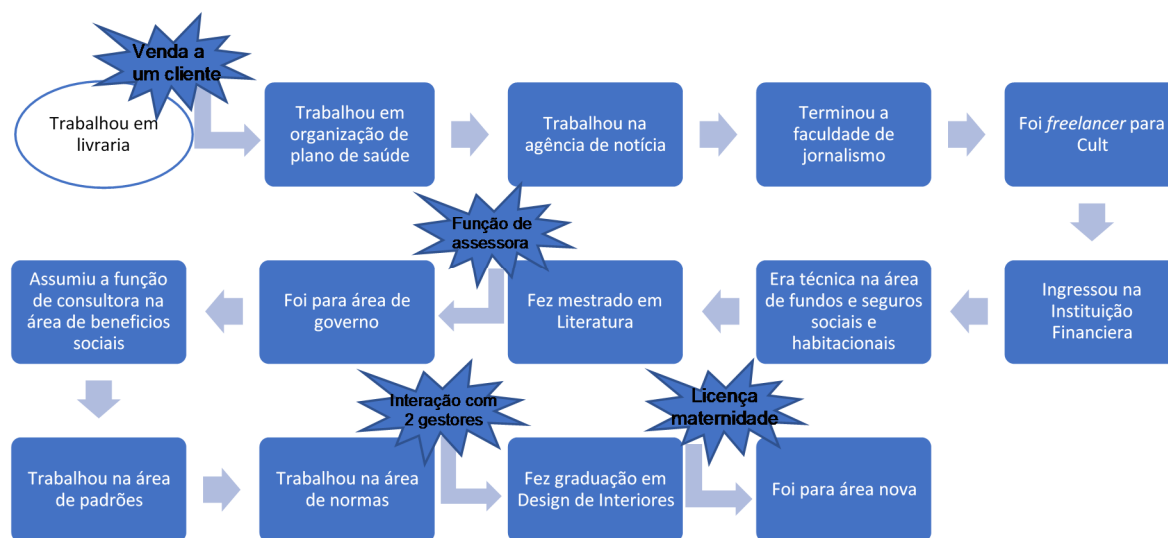 Venda a
um cliente
Trabalhou em
livraria
Trabalhou em
organização de
plano de saúde
Trabalhou na
agência de notícia
Terminou a
faculdade de
jornalismo
Foi freelancer para
Cult
Ingressou na
Instituição
Financiera
Era técnica na área
de fundos e seguros
sociais e
habitacionais
Fez mestrado em
Literatura
Função de
assessora
Foi para área de
governo
Assumiu a função
de consultora na
área de beneficios
sociais
Trabalhou na área
de padrões
Trabalhou na área
de normas
Interação com
2 gestores
Fez graduação em
Design de Interiores
Licença
maternidade
Foi para área nova